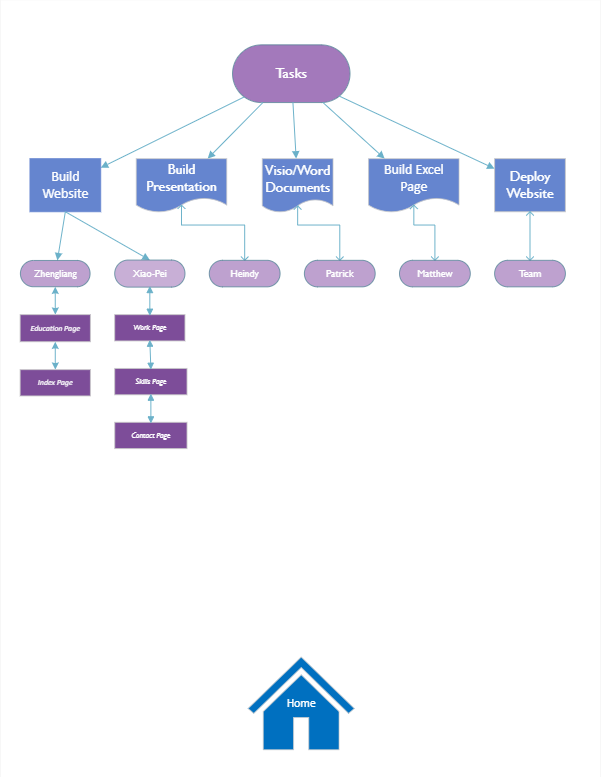 Tasks
Build
Website
Build
Presentation
Visio/Word
Documents
Build Excel
Page
Deploy
Website
Zhengliang
Xiao-Pei
Heindy
Patrick
Matthew
Team
Education Page
Work Page
Index Page
Skills Page
Contact Page
Home